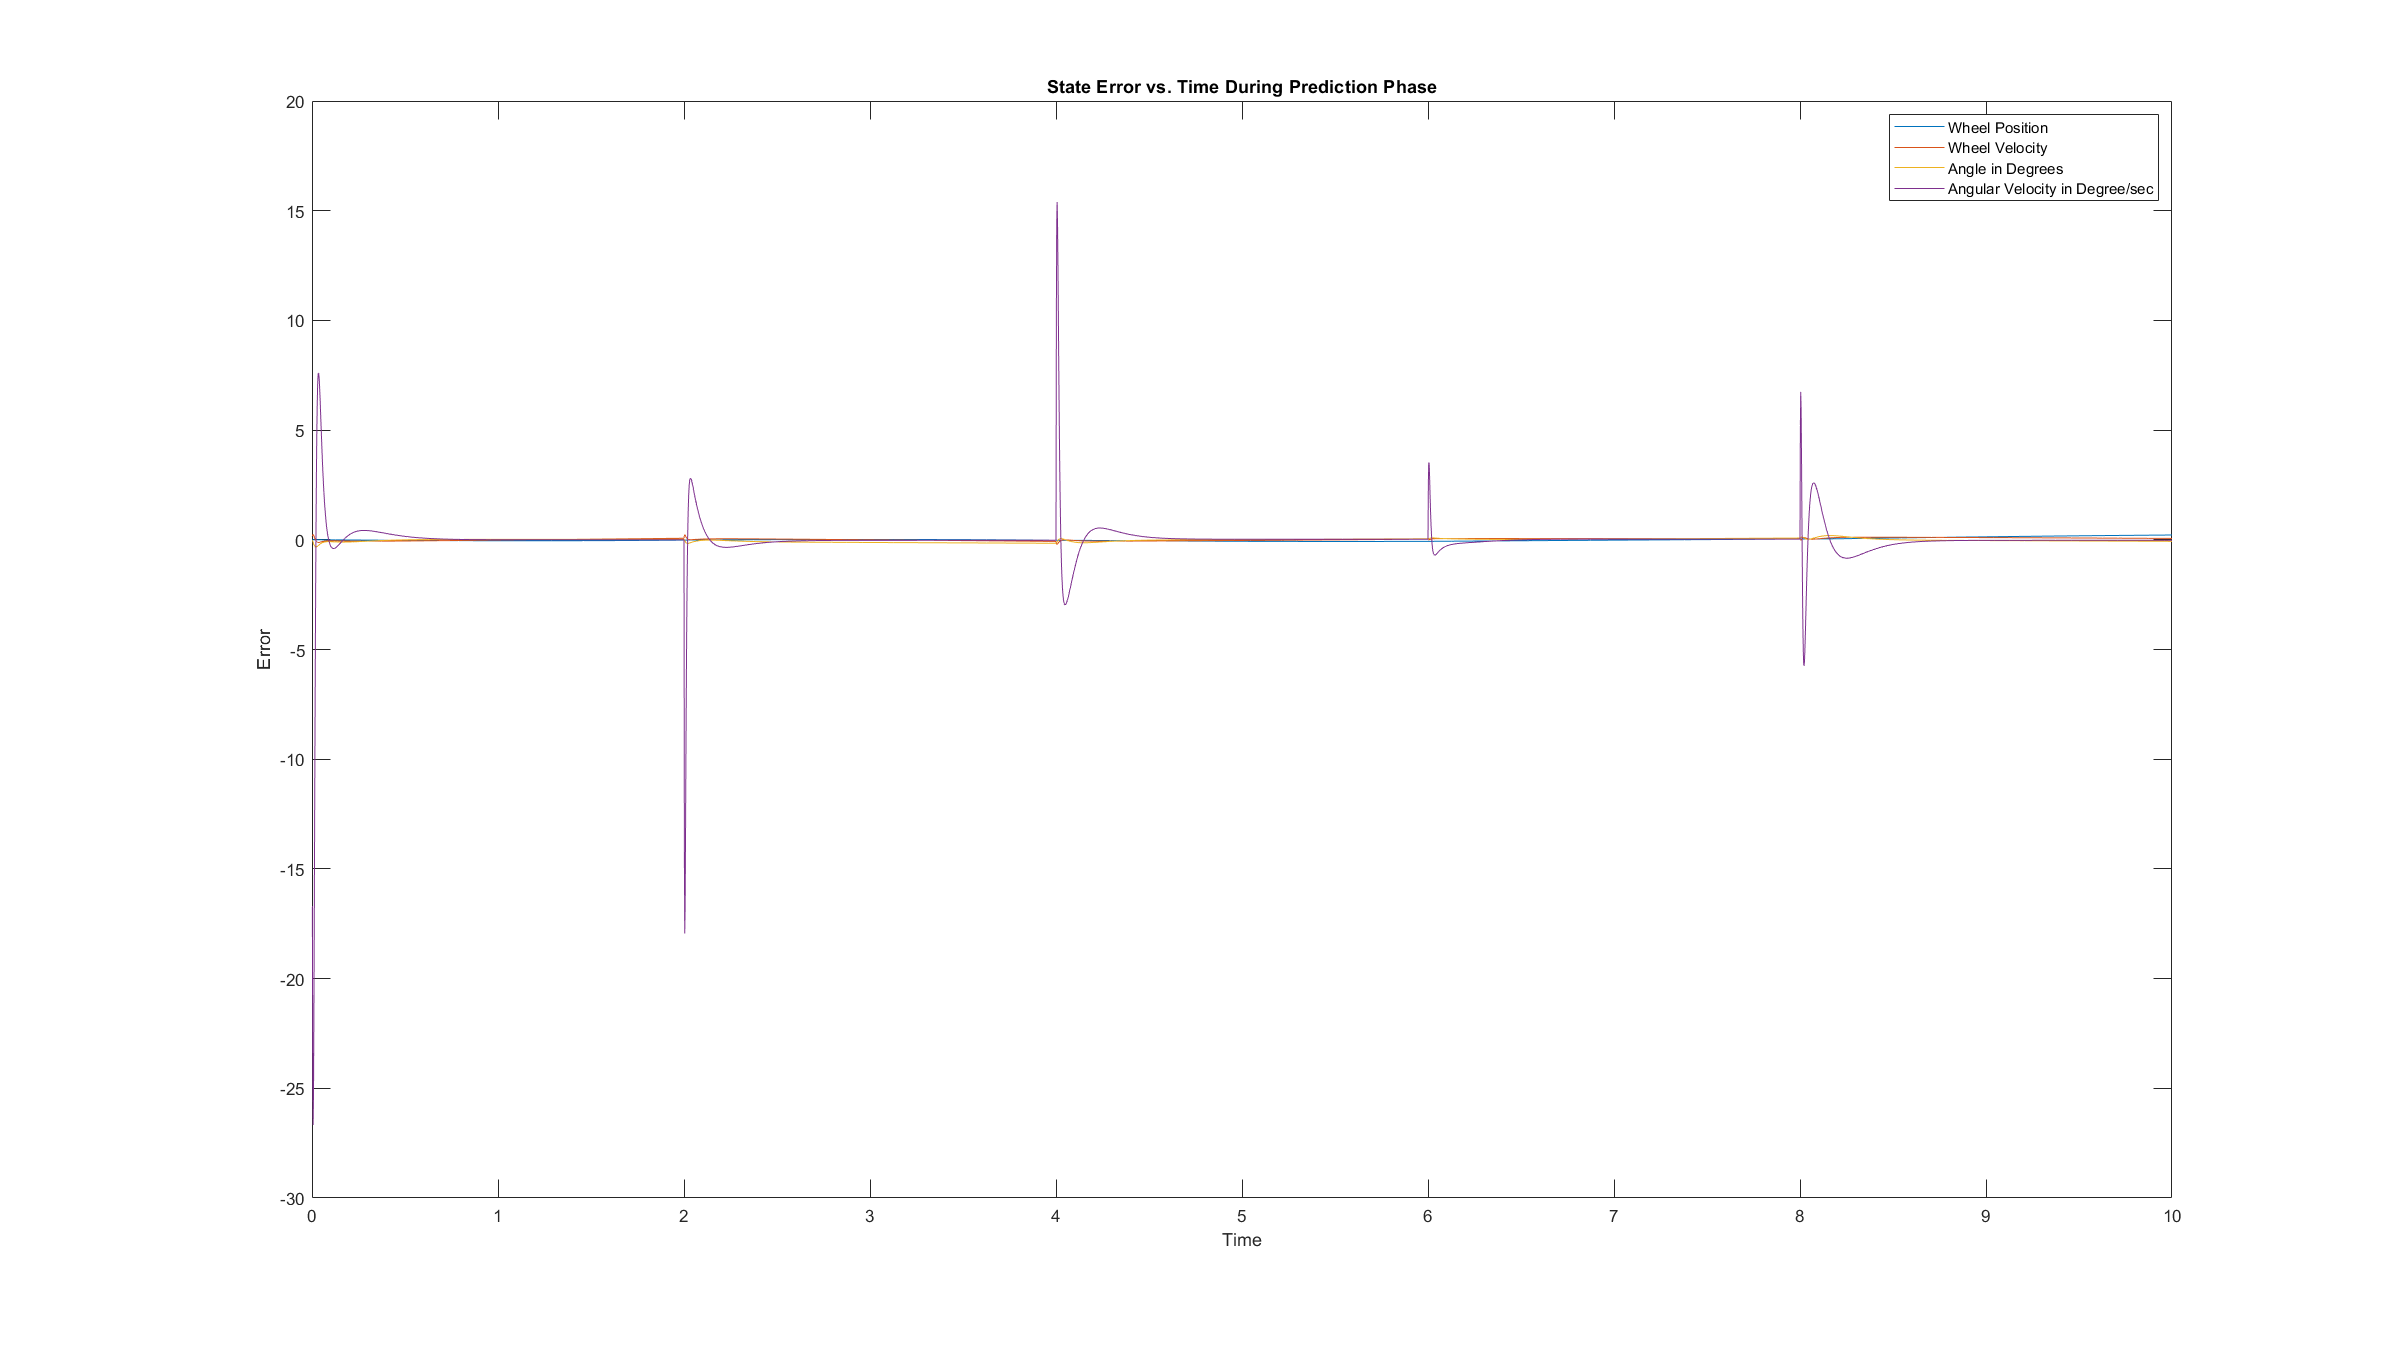 State Error vs. Time During Prediction Phase
20
15
10
5
0
-5
-10
-15
-20
-25
-30
Error
Wheel Position
Wheel Velocity
Angle in Degrees
Angular Velocity in Degree/sec
0 1 2 3 4 5 6 7 8 9 10
Time